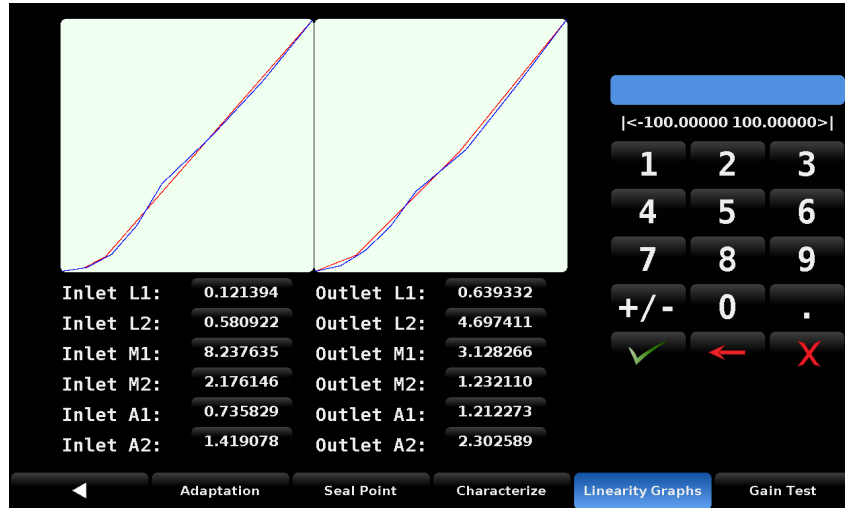 |<-100.00000 100.00000>|
1 2 3
4 5 6
7 8 9
+/- 0 .
X
Inlet L1: 0.121394 Outlet L1: 0.639332
Inlet L2: 0.580922 Outlet L2: 4.697411
Inlet M1: 8.237635 Outlet M1: 3.128266
Inlet M2: 2.176146 Outlet M2: 1.232110
Inlet A1: 0.735829 Outlet A1: 1.212273
Inlet A2: 1.419078 Outlet A2: 2.302589
Adaptation Seal Point Characterize Linearity Graphs Gain Test